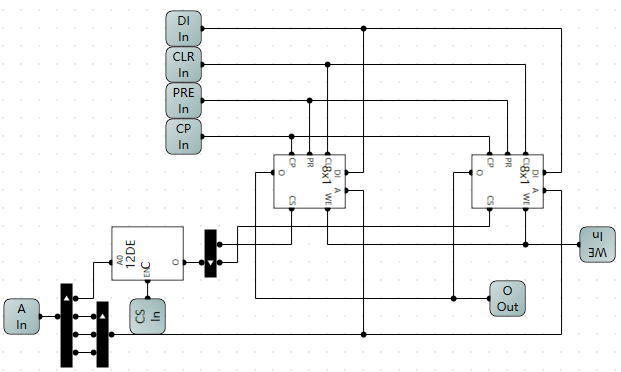 DI
In
CLR
In
PRE
In
CP
In
CP
PR
CL
8x1
DI
O
A
CS
WE
CP
PR
CL
8x1
DI
O
A
CS
WE
WE
In
A0
12DEC
O
EN
A
In
CS
In
O
Out